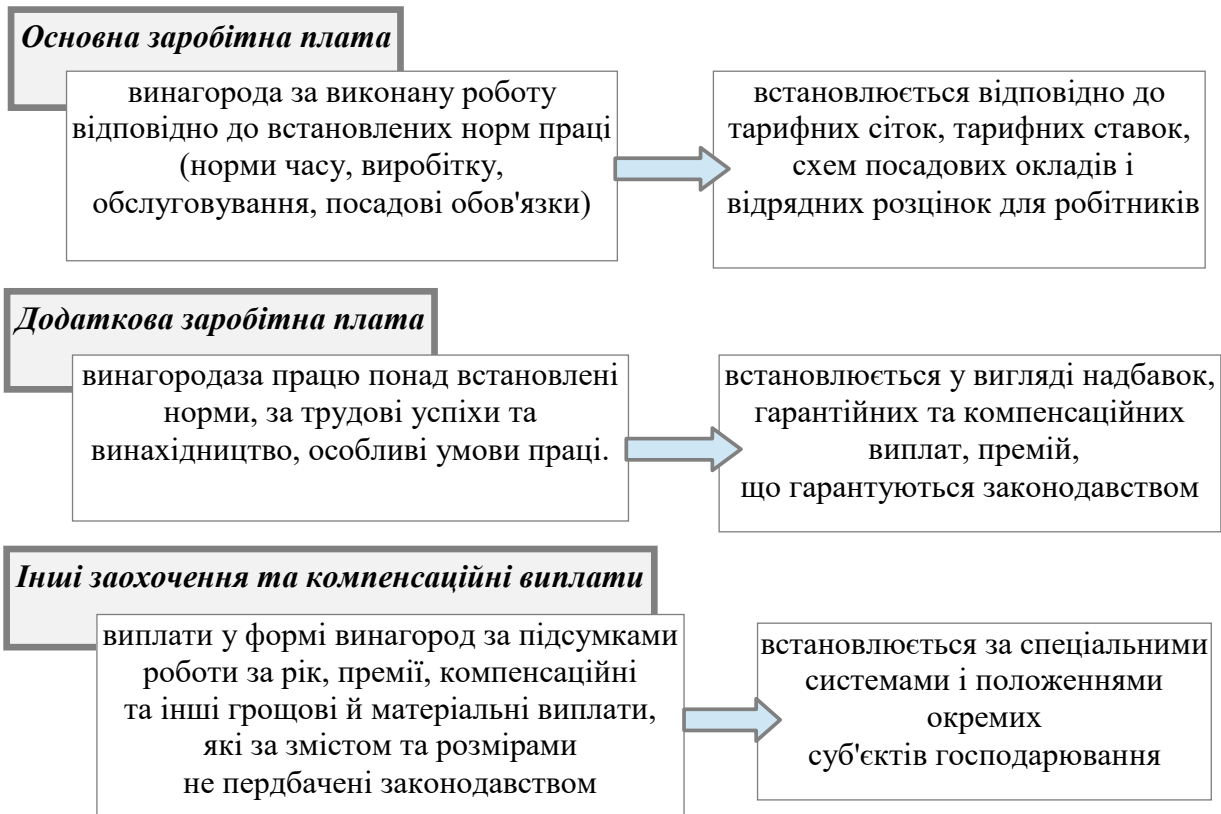 Основна заробітна плата
винагорода за виконану роботу
відповідно до встановлених норм праці
(норми часу, виробітку,
обслуговування, посадові обов'язки)
встановлюється відповідно до
тарифних сіток, тарифних ставок,
схем посадових окладів і
відрядних розцінок для робітників
Додаткова заробітна плата
винагородаза працю понад встановлені
норми, за трудові успіхи та
винахідництво, особливі умови праці.
встановлюється у вигляді надбавок,
гарантійних та компенсаційних
виплат, премій,
що гарантуються законодавством
Інші заохочення та компенсаційні виплати
виплати у формі винагород за підсумками
роботи за рік, премії, компенсаційні
та інші грощові й матеріальні виплати,
які за змістом та розмірами
не пердбачені законодавством
встановлюється за спеціальними
системами і положеннями
окремих
суб'єктів господарювання